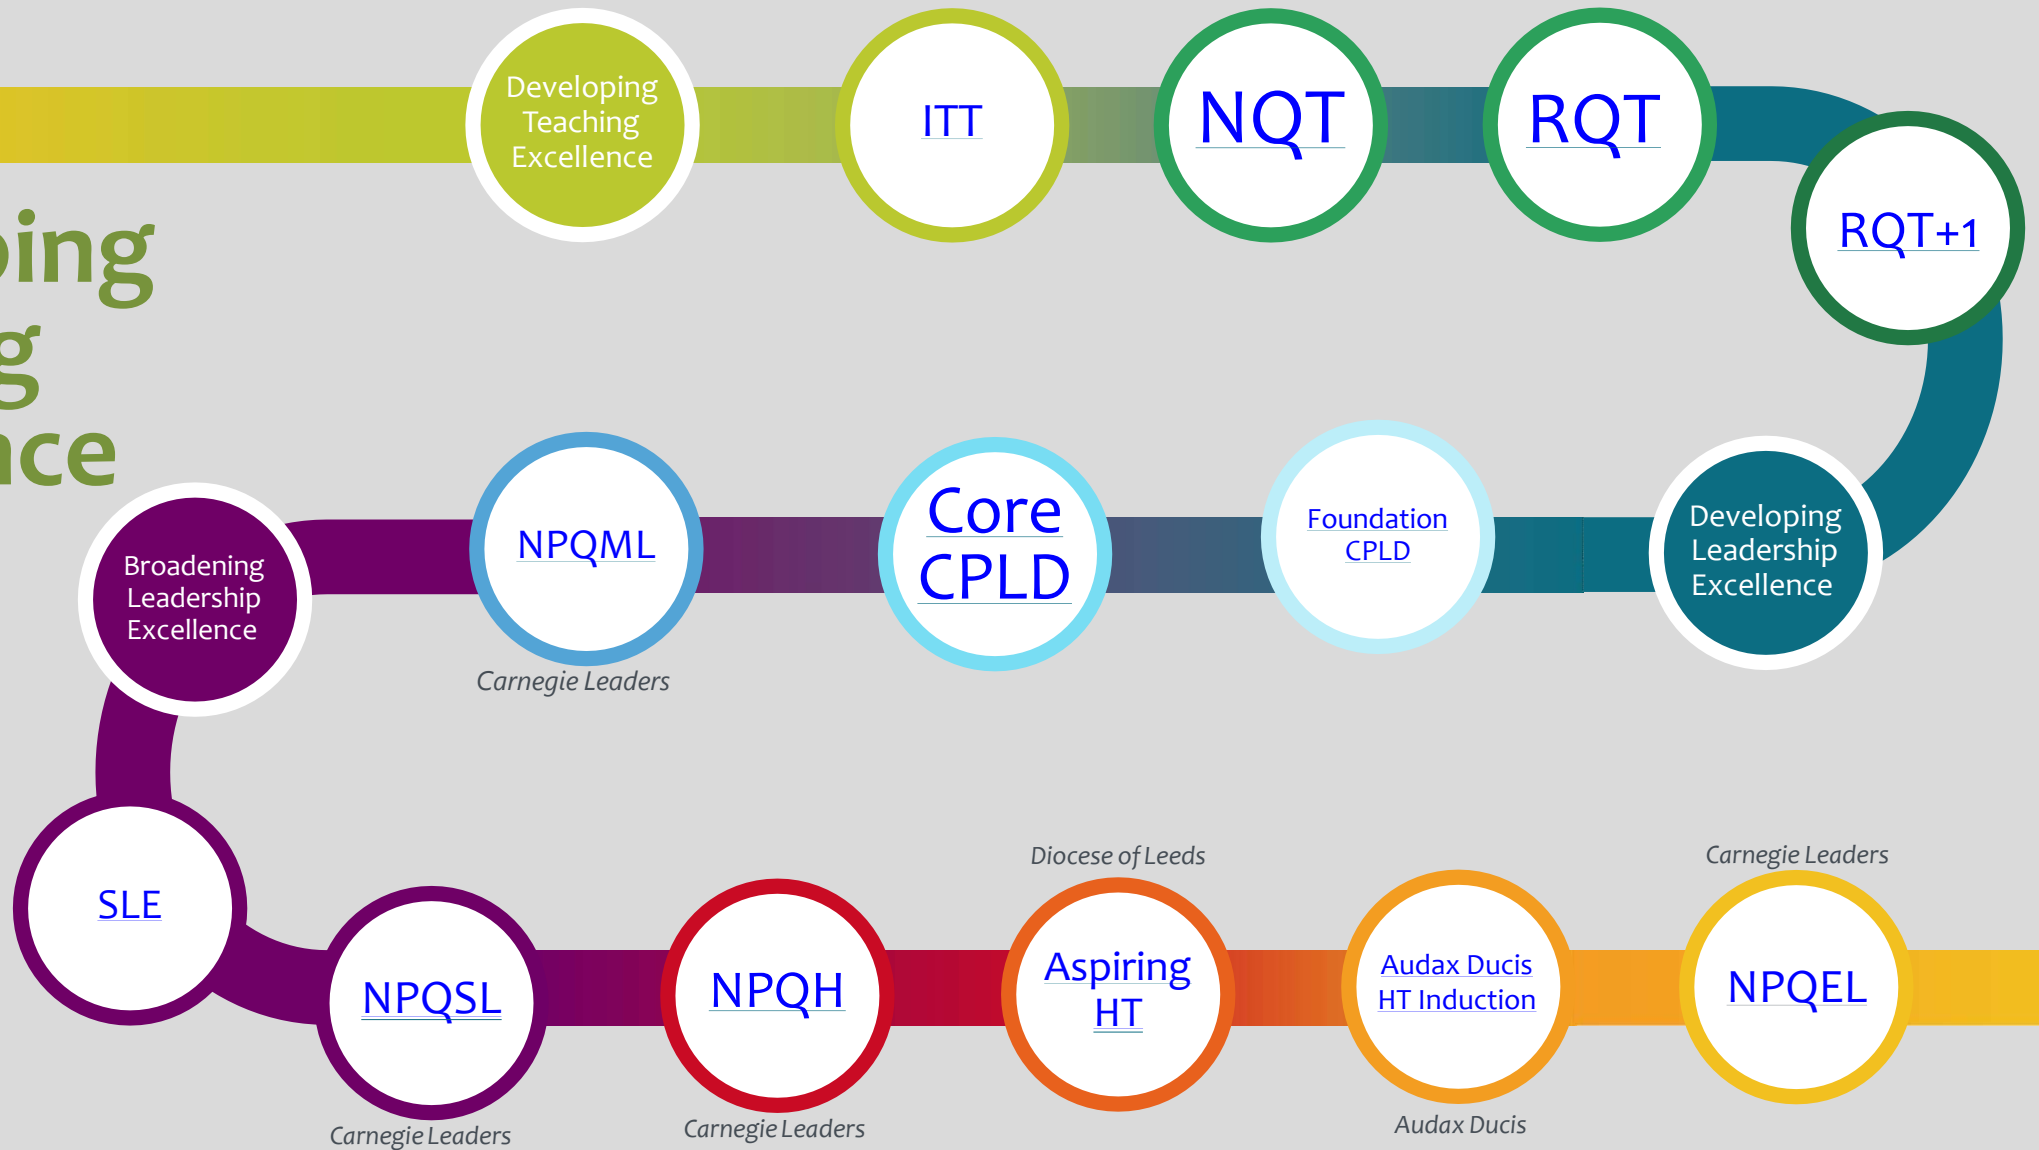 Developing
Teaching
Excellence
ITT
NQT
RQT
RQT+1
Developing
Leadership
Excellence
Foundation
CPLD
Core
CPLD
NPQML
Carnegie Leaders
Broadening
Leadership
Excellence
SLE
NPQSL
Carnegie Leaders
NPQH
Carnegie Leaders
Diocese of Leeds
Aspiring
HT
Audax Ducis
HT Induction
Audax Ducis
Carnegie Leaders
NPQEL